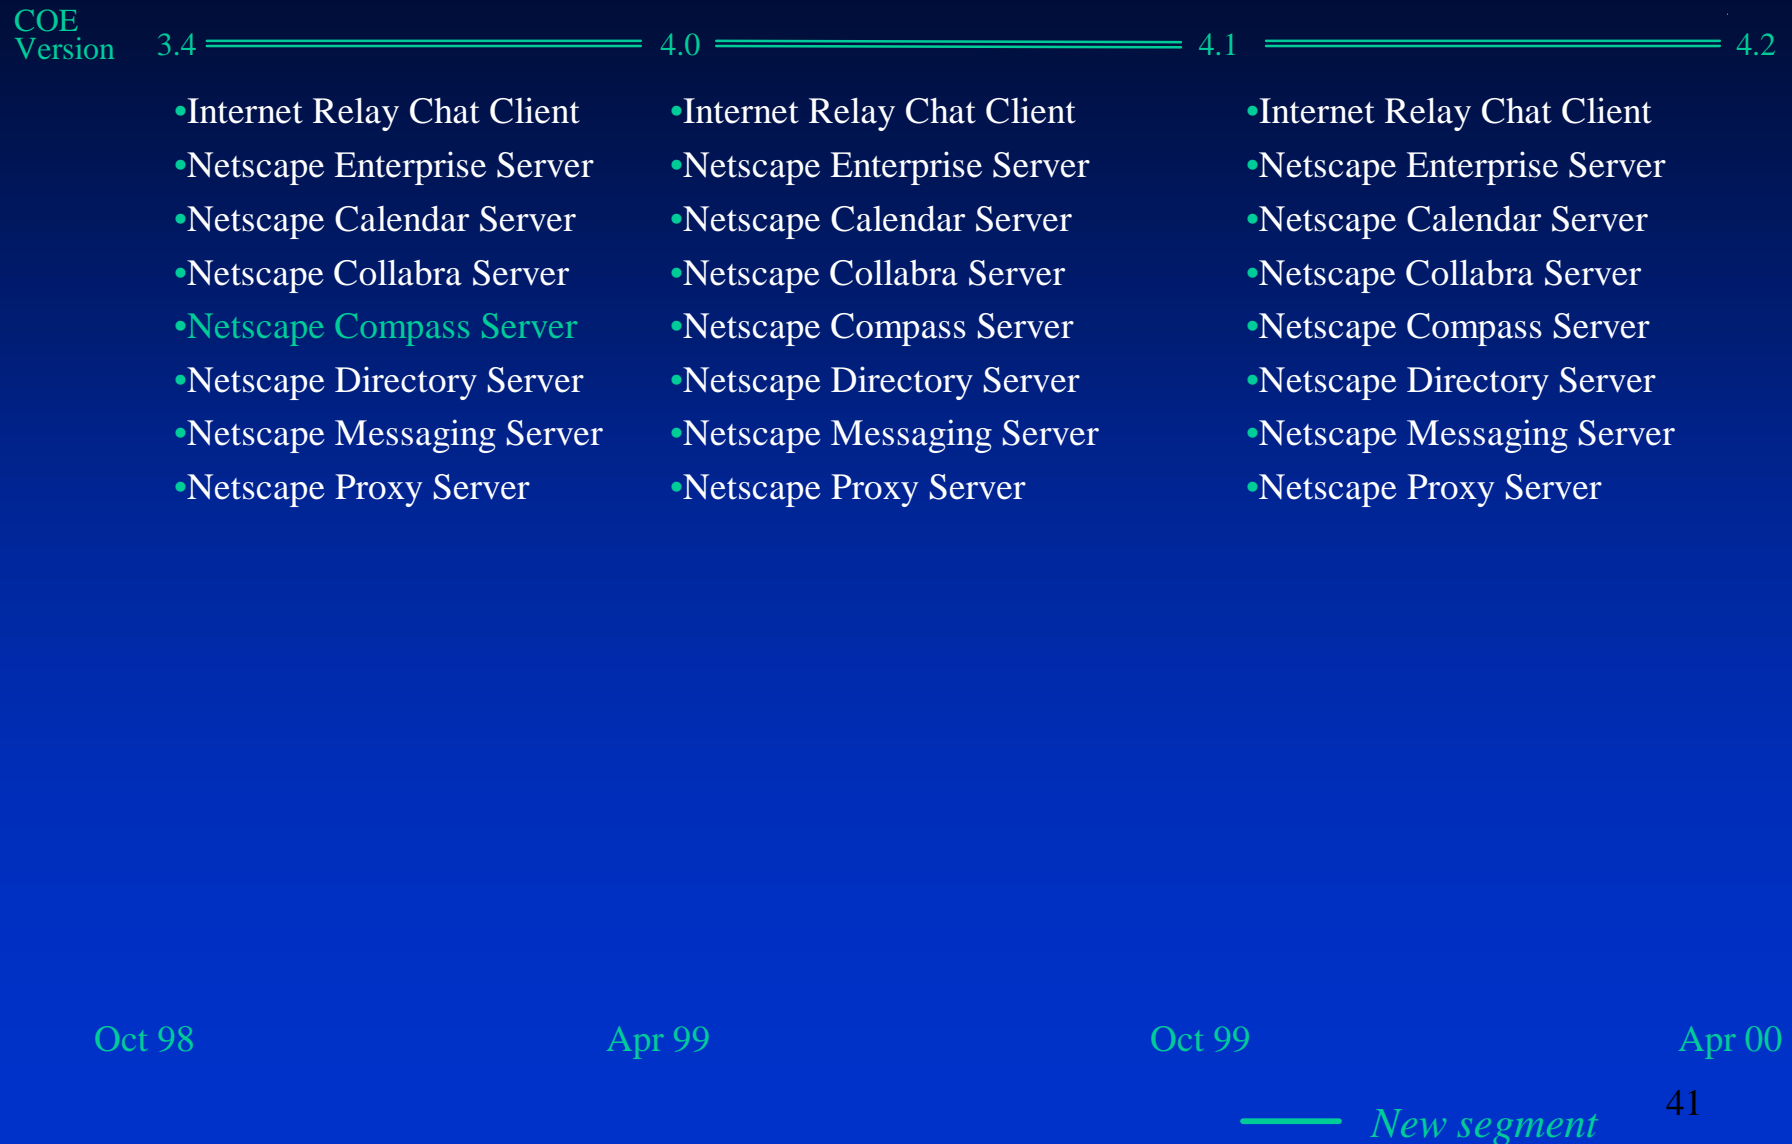 COE
Version 3.4 4.0 4.1 4.2
•Internet Relay Chat Client •Internet Relay Chat Client •Internet Relay Chat Client
•Netscape Enterprise Server •Netscape Enterprise Server •Netscape Enterprise Server
•Netscape Calendar Server •Netscape Calendar Server •Netscape Calendar Server
•Netscape Collabra Server •Netscape Collabra Server •Netscape Collabra Server
•Netscape Compass Server •Netscape Compass Server •Netscape Compass Server
•Netscape Directory Server •Netscape Directory Server •Netscape Directory Server
•Netscape Messaging Server •Netscape Messaging Server •Netscape Messaging Server
•Netscape Proxy Server •Netscape Proxy Server •Netscape Proxy Server
Oct 98 Apr 99 Oct 99 Apr 00
41
New segment